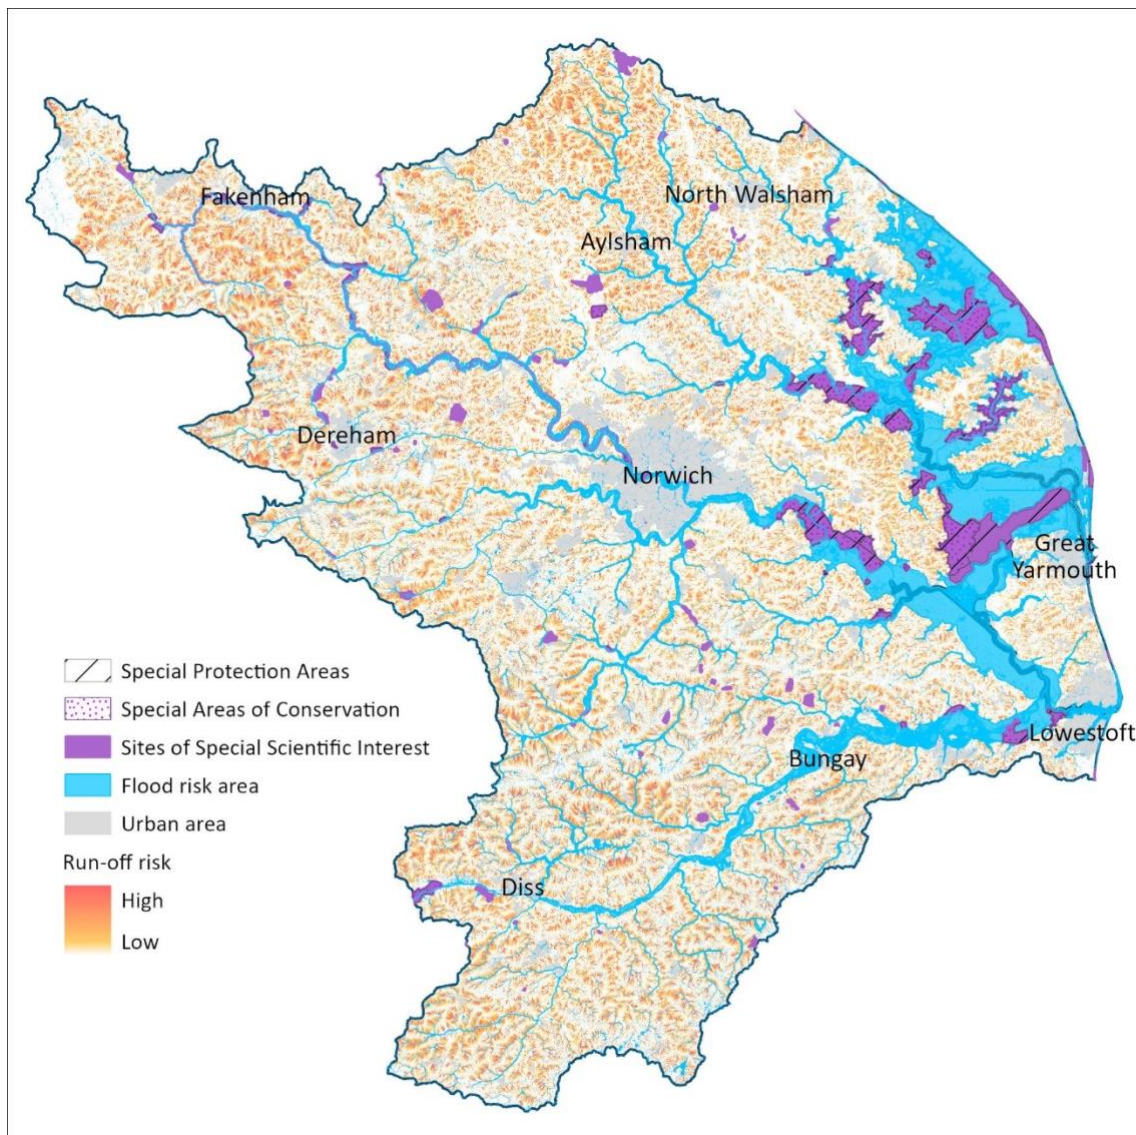 Fakenham
North Walsham
Aylsham
Dereham
Norwich
Great
Yarmouth
Special Protection Areas
Special Areas of Conservation
Sites of Special Scientific Interest
Lowestoft
Bungay
Flood risk area
Urban area
Run-off risk
High
Diss
Low